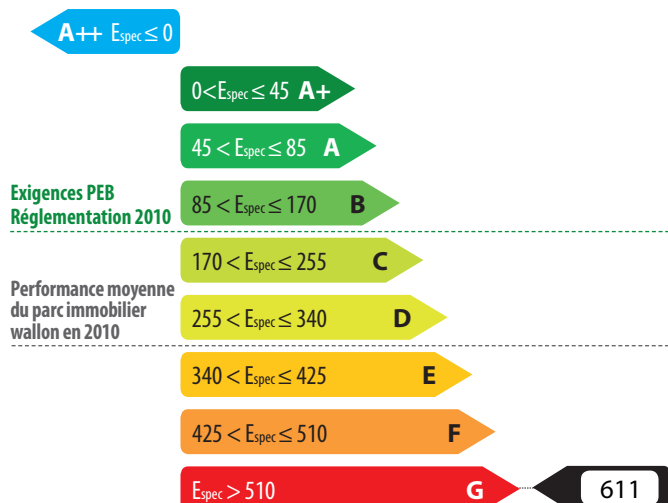 A++ Espec ≤ 0
0<Espec ≤ 45 A+
45 < Espec ≤ 85 A
Exigences PEB
Réglementation 2010
85 < Espec ≤ 170 B
170 < Espec ≤ 255 C
Performance moyenne
du parc immobilier
wallon en 2010
255 < Espec ≤ 340 D
340 < Espec ≤ 425 E
425 < Espec ≤ 510 F
Espec > 510 G
611